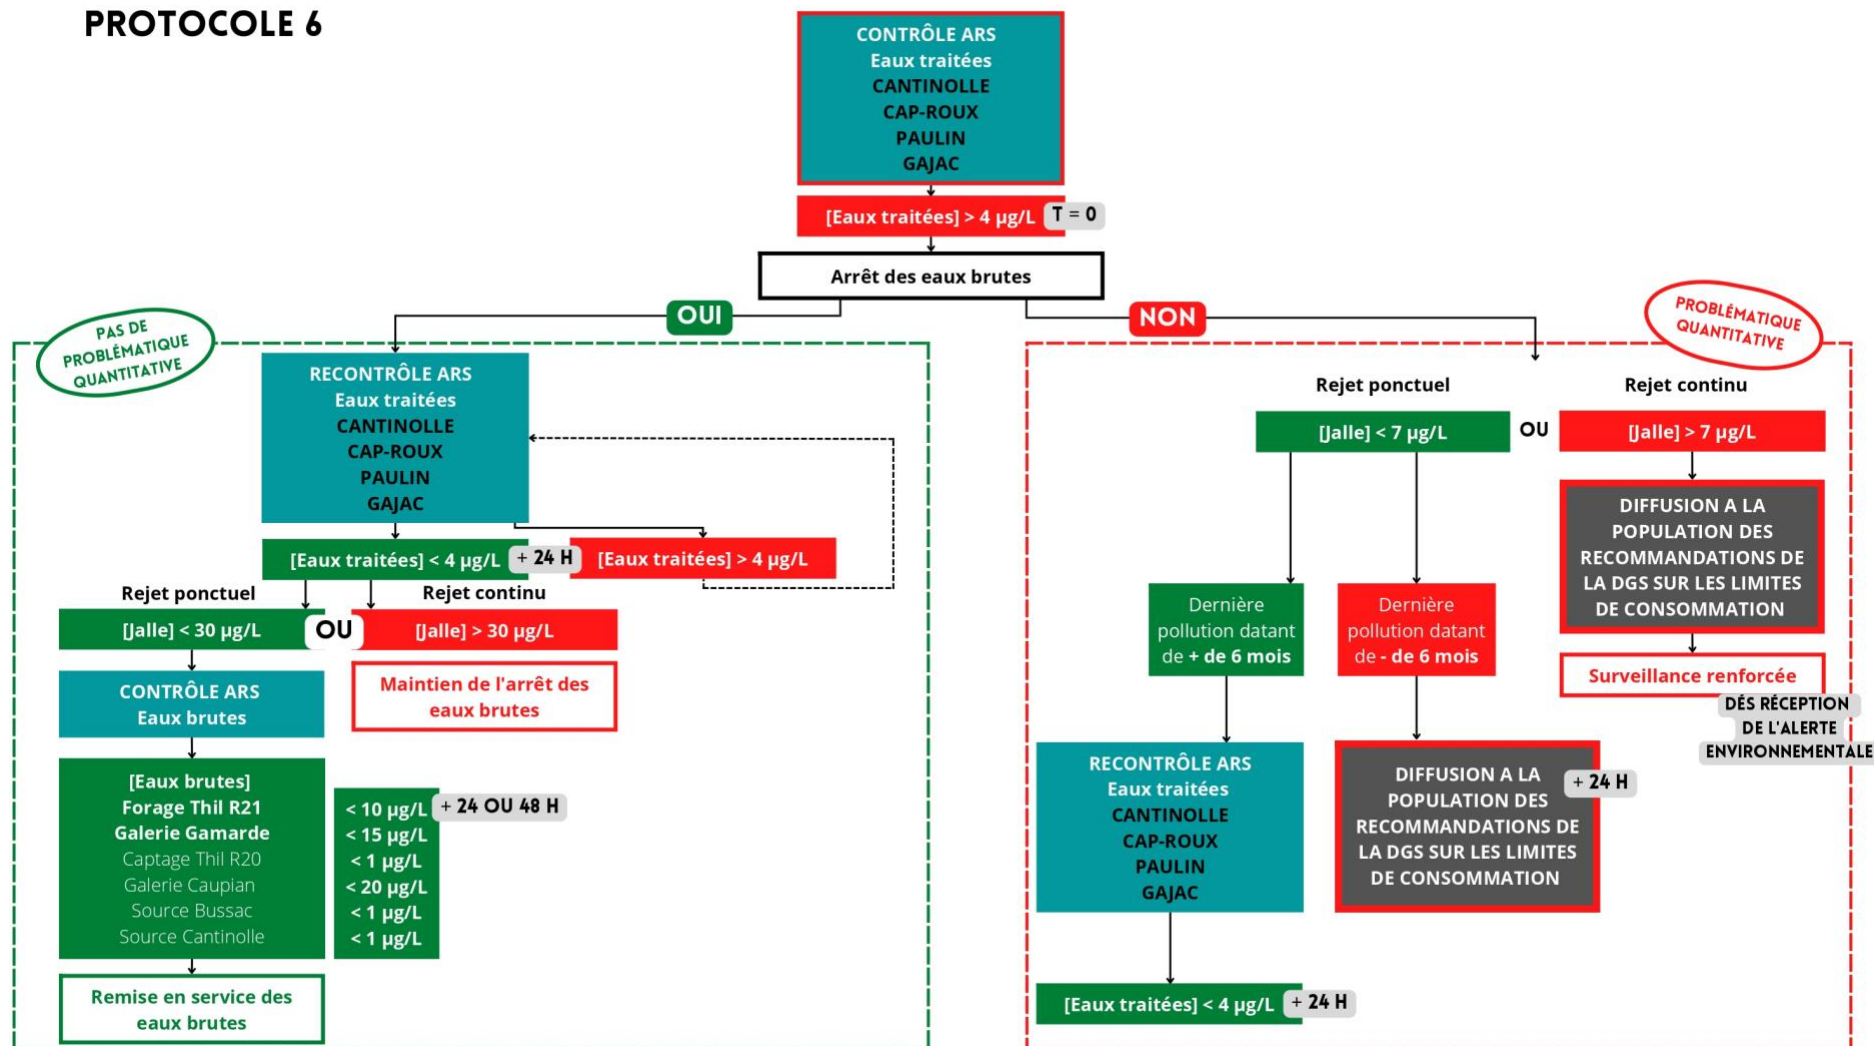 PROTOCOLE 6
CONTRÔLE ARS
Eaux traitées
CANTINOLLE
CAP-ROUX
PAULIN
GAJAC
[Eaux traitées] > 4 µg/L
T = 0
Arrêt des eaux brutes
OUI
NON
PAS DE
PROBLÉMATIQUE
QUANTITATIVE
RECONTRÔLE ARS
Eaux traitées
CANTINOLLE
CAP-ROUX
PAULIN
GAJAC
[Eaux traitées] < 4 µg/L
+ 24 H
[Eaux traitées] > 4 µg/L
Rejet ponctuel
Rejet continu
[Jalle] < 30 µg/L
OU
[Jalle] > 30 µg/L
CONTRÔLE ARS
Eaux brutes
Maintien de l'arrêt des
eaux brutes
[Eaux brutes]
Forage Thil R21
Galerie Gamarde
Captage Thil R20
Galerie Caupian
Source Bussac
Source Cantinolle
< 10 µg/L
< 15 µg/L
< 1 µg/L
< 20 µg/L
< 1 µg/L
< 1 µg/L
+ 24 OU 48 H
Remise en service des
eaux brutes
PROBLÉMATIQUE
QUANTITATIVE
Rejet ponctuel
Rejet continu
[Jalle] < 7 µg/L
OU
[Jalle] > 7 µg/L
DIFFUSION A LA
POPULATION DES
RECOMMANDATIONS DE
LA DGS SUR LES LIMITES
DE CONSOMMATION
Surveillance renforcée
DÉS RÉCEPTION
DE L'ALERTE
ENVIRONNEMENTALE
Dernière
pollution datant
de + de 6 mois
Dernière
pollution datant
de - de 6 mois
RECONTRÔLE ARS
Eaux traitées
CANTINOLLE
CAP-ROUX
PAULIN
GAJAC
DIFFUSION A LA
POPULATION DES
RECOMMANDATIONS DE
LA DGS SUR LES LIMITES
DE CONSOMMATION
+ 24 H
[Eaux traitées] < 4 µg/L
+ 24 H